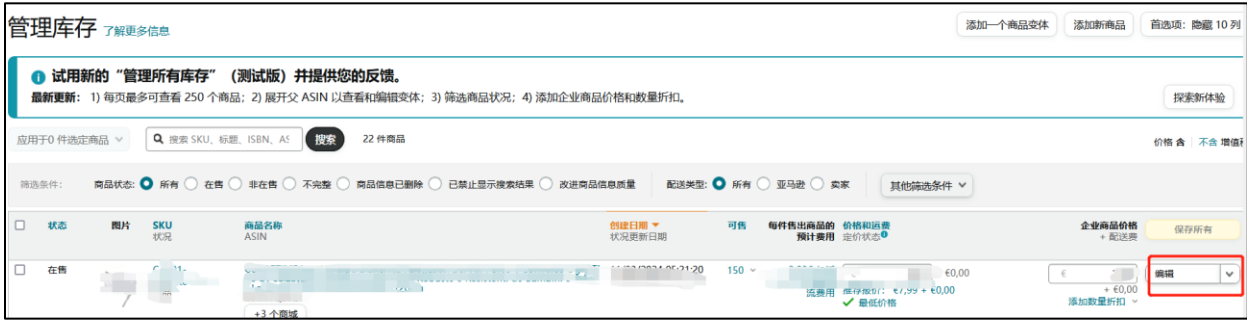 管理库存 了解更多信息 添加一个商品变体 添加新商品 首选项: 隐藏 10 列
试用新的“管理所有库存”（测试版）并提供您的反馈。
最新更新: 1) 每页最多可查看 250 个商品; 2) 展开父 ASIN 以查看和编辑变体; 3) 筛选商品状况; 4) 添加企业商品价格和数量折扣。 探索新体验
应用于0 件选定商品 搜索 SKU、标题、ISBN、AS 搜索 22 件商品 价格 含 不含 增值
筛选条件: 商品状态: 所有 在售 非在售 不完整 商品信息已删除 已禁止显示搜索结果 改进商品信息质量 配送类型: 所有 亚马逊 卖家 其他筛选条件
状态 图片 SKU 商品名称 创建日期 可售 每件售出商品的 价格和运费 企业商品价格 保存所有
状况 ASIN 状况更新日期 预计费用 定价状态 + 配送费
在售 150 €0,00 € 编辑
流费用 推荐报价: €7,99 + €0,00 + €0,00
+3 个商城 最低价格 添加数量折扣